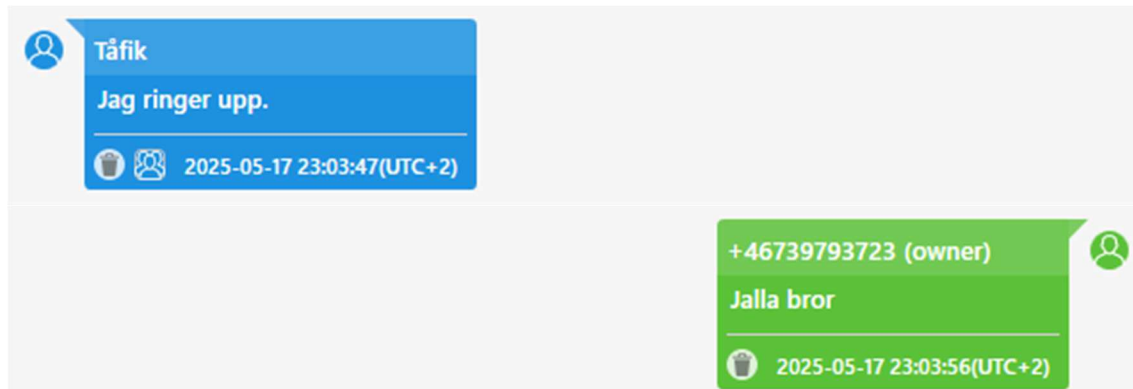 Tåfik
Jag ringer upp.
2025-05-17 23:03:47(UTC+2)
+46739793723 (owner)
Jalla bror
2025-05-17 23:03:56(UTC+2)